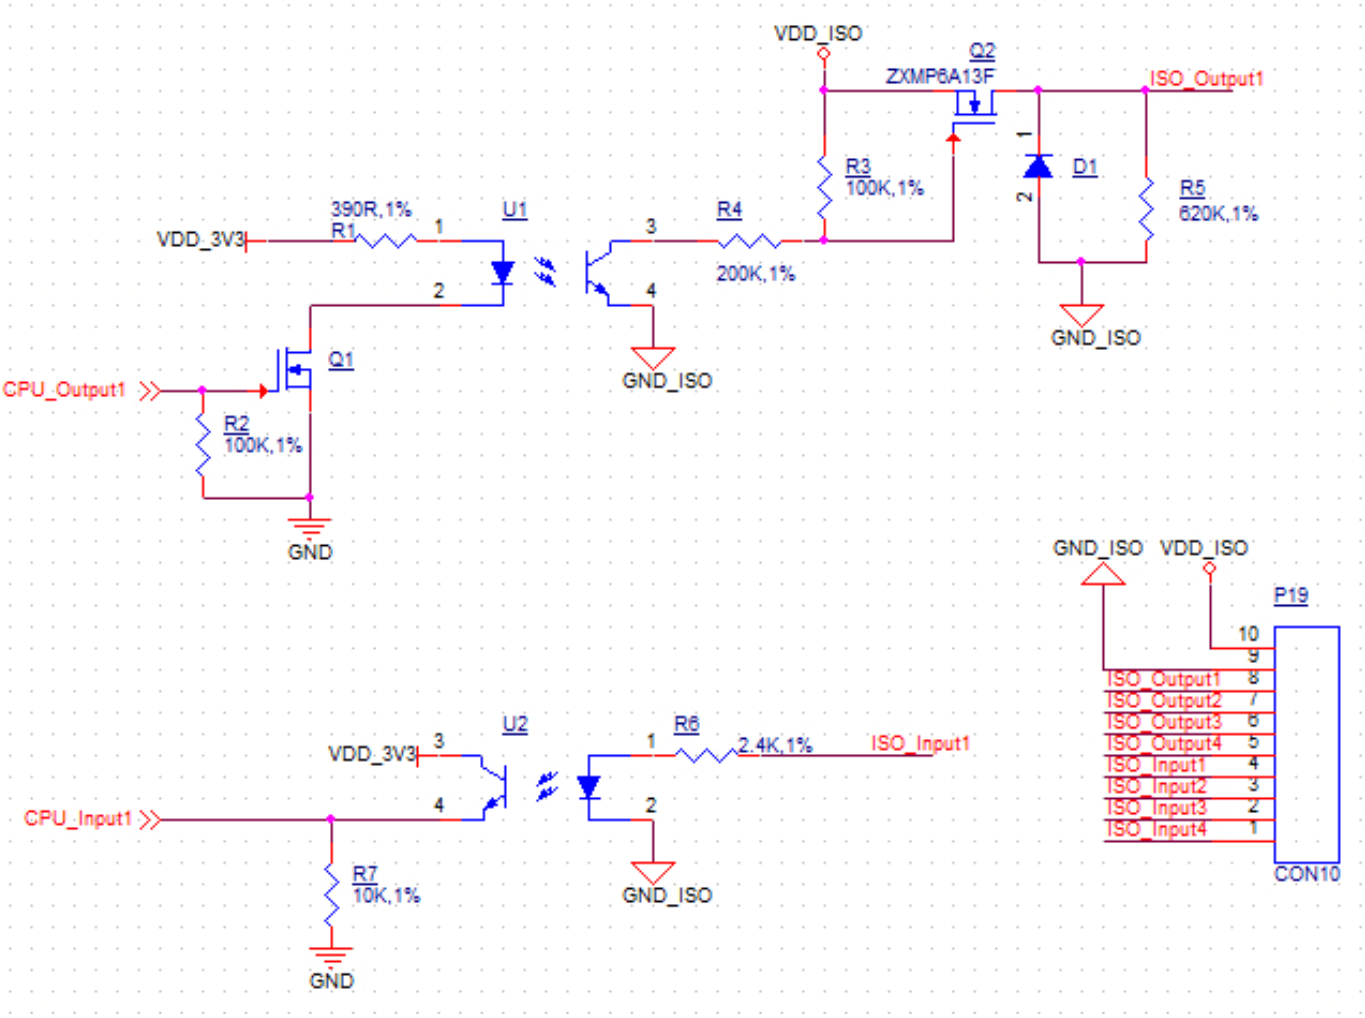 VDD_ISO
Q2
ZXMP6A13F
ISO_Output1
1
D1
2
R3
100K,1%
R5
620K,1%
390R,1%
R1
VDD_3V3
1
U1
3
R4
200K,1%
2
4
GND_ISO
GND_ISO
Q1
CPU_Output1
R2
100K,1%
GND
GND_ISO
VDD_ISO
P19
10
9
ISO_Output1 8
ISO_Output2 7
ISO_Output3 6
ISO_Output4 5
ISO_Input1 4
ISO_Input2 3
ISO_Input3 2
ISO_Input4 1
CON10
U2
R6
VDD_3V3
3
1
2.4K,1%
ISO_Input1
4
2
CPU_Input1
GND_ISO
R7
10K,1%
GND